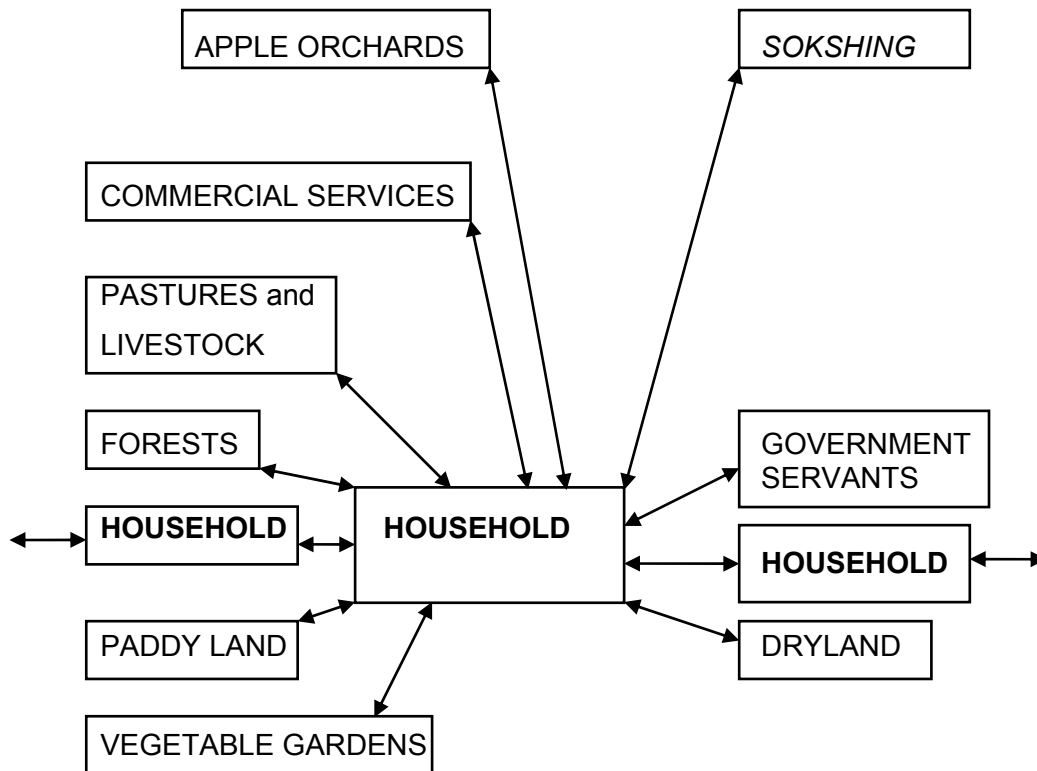 APPLE ORCHARDS
SOKSHING
COMMERCIAL SERVICES
PASTURES and
LIVESTOCK
FORESTS
GOVERNMENT
SERVANTS
HOUSEHOLD
HOUSEHOLD
HOUSEHOLD
PADDY LAND
DRYLAND
VEGETABLE GARDENS